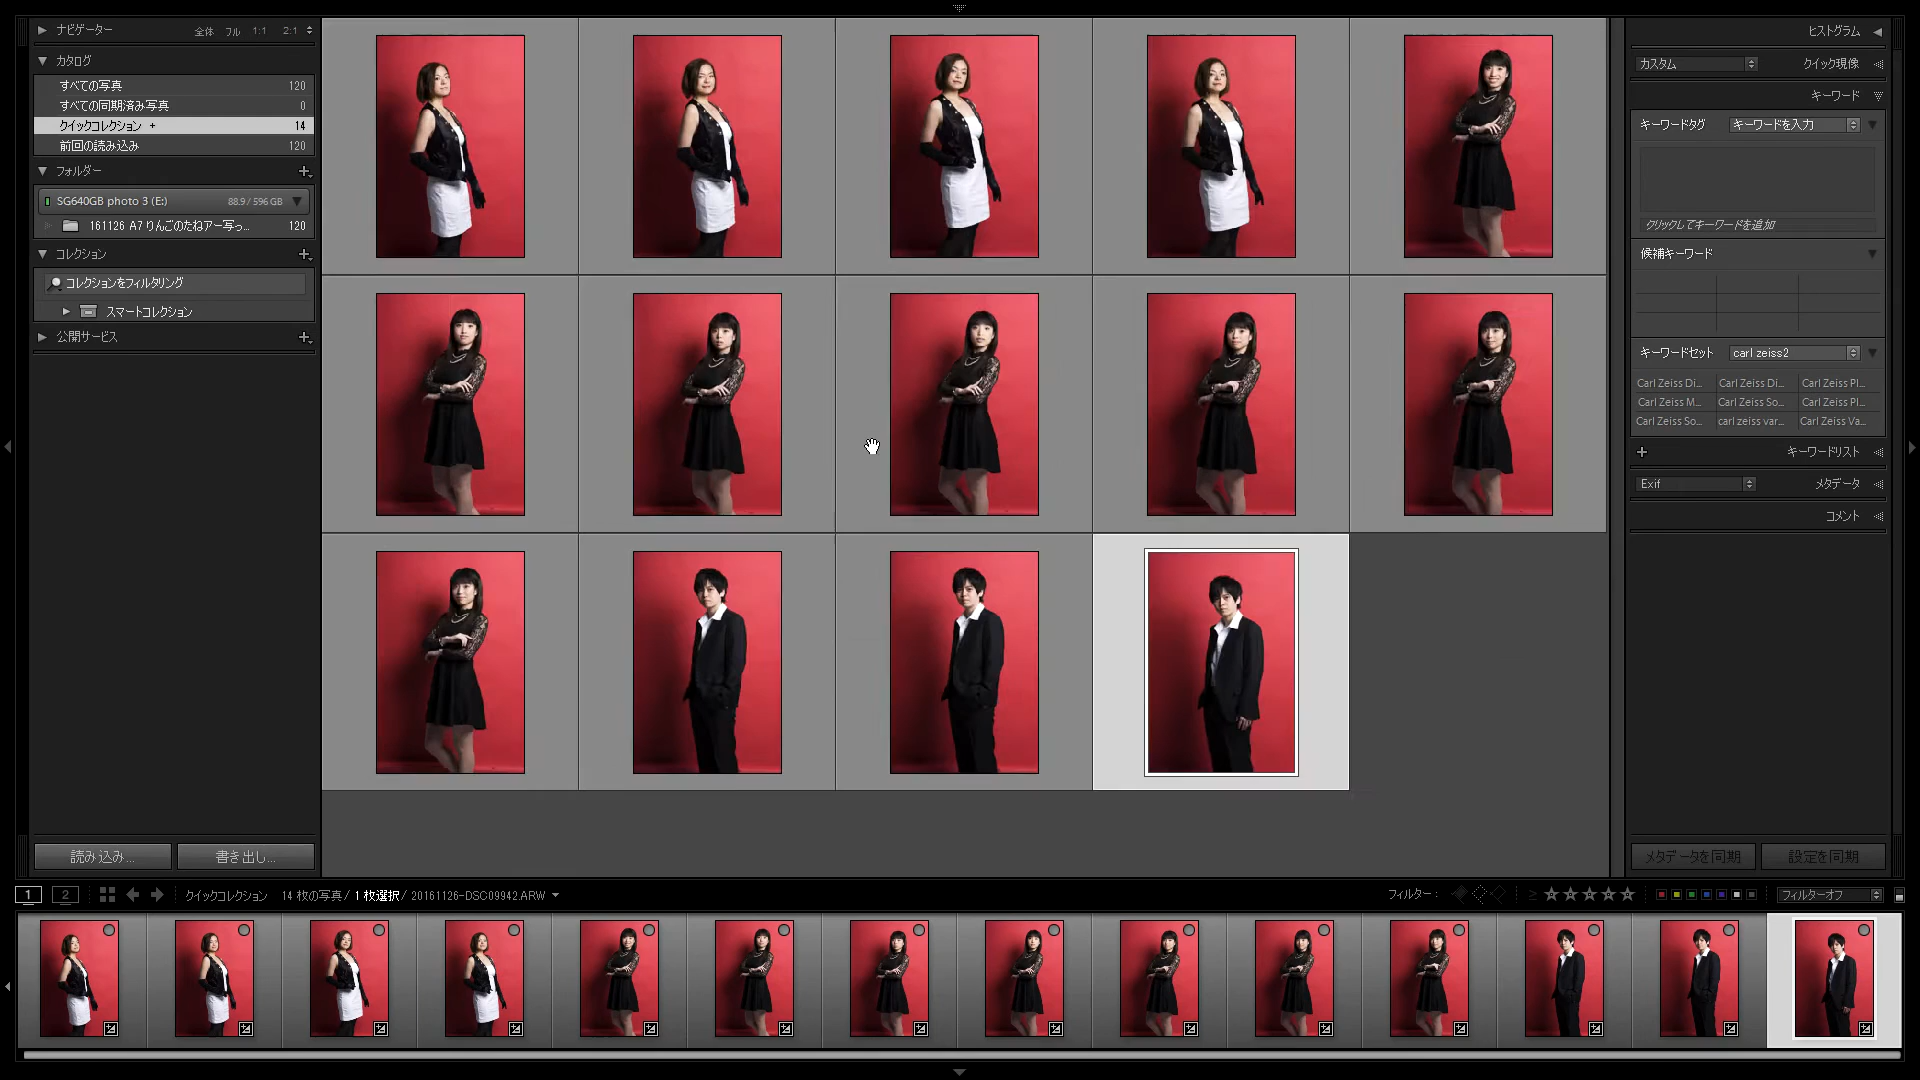 ナビゲーター 全体 フル 1:1 2:1
カタログ
すべての写真 120
すべての同期済み写真 0
クイックコレクション + 14
前回の読み込み 120
フォルダー
SG640GB photo 3 (E:) 88.9 / 596 GB
161126 A7 りんごのたねアー写っ... 120
コレクション
コレクションをフィルタリング
スマートコレクション
公開サービス
読み込み...
書き出し...
ヒストグラム
カスタム クイック現像
キーワード
キーワードタグ キーワードを入力
クリックしてキーワードを追加
候補キーワード
キーワードセット carl zeiss2
Carl Zeiss Di... Carl Zeiss Di... Carl Zeiss Pl...
Carl Zeiss M... Carl Zeiss So... Carl Zeiss Pl...
Carl Zeiss So... carl zeiss var... Carl Zeiss Va...
キーワードリスト
Exif メタデータ
コメント
メタデータを同期 設定を同期
1 2 クイックコレクション 14 枚の写真 / 1 枚選択 / 20161126-DSC09942.ARW フィルター : ≥ フィルターオフ